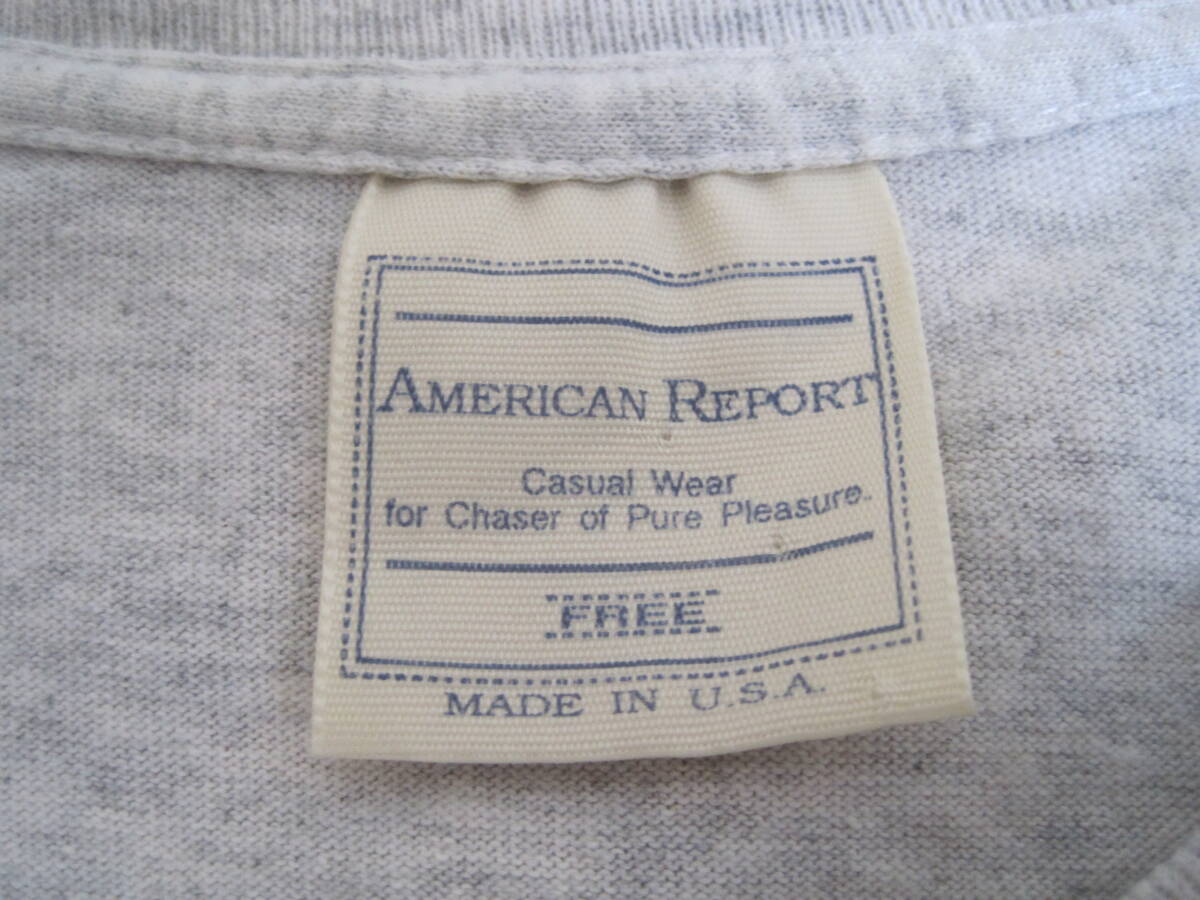 AMERICAN REPORT
Casual Wear
for Chaser of Pure Pleasure.
FREE
MADE IN U.S.A.